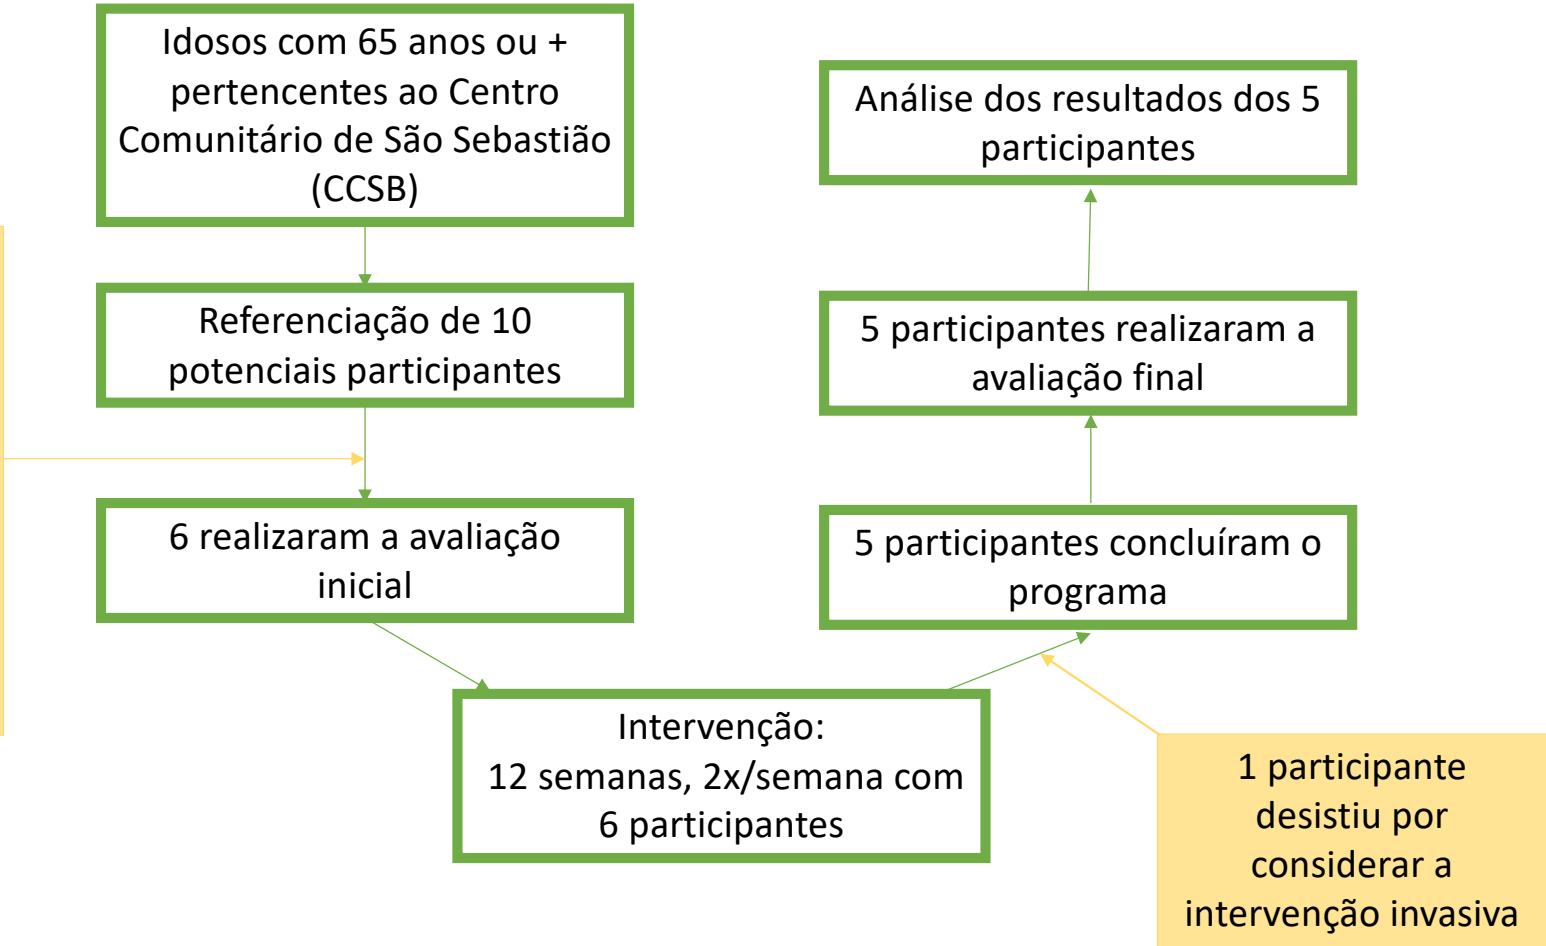 Idosos com 65 anos ou +
pertencentes ao Centro
Comunitário de São Sebastião
(CCSB)
Referenciação de 10
potenciais participantes
6 realizaram a avaliação
inicial
Intervenção:
12 semanas, 2x/semana com
6 participantes
1 participante
desistiu por
considerar a
intervenção invasiva
5 participantes concluíram o
programa
5 participantes realizaram a
avaliação final
Análise dos resultados dos 5
participantes